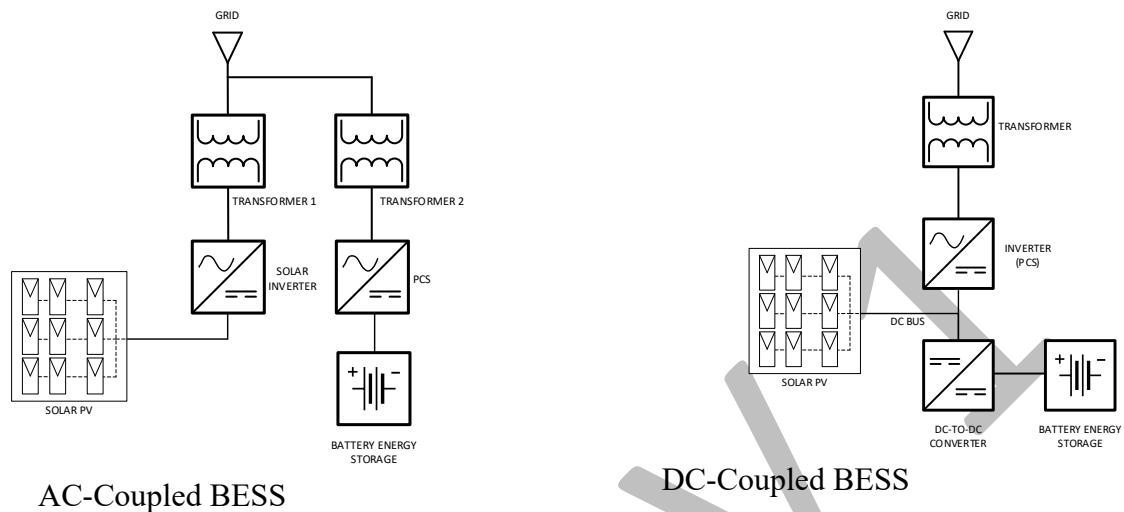 GRID
TRANSFORMER 1
TRANSFORMER 2
SOLAR
INVERTER
PCS
SOLAR PV
+ –
BATTERY ENERGY
STORAGE
AC-Coupled BESS
GRID
TRANSFORMER
INVERTER
(PCS)
DC BUS
SOLAR PV
+ –
DC-TO-DC
CONVERTER
BATTERY ENERGY
STORAGE
DC-Coupled BESS